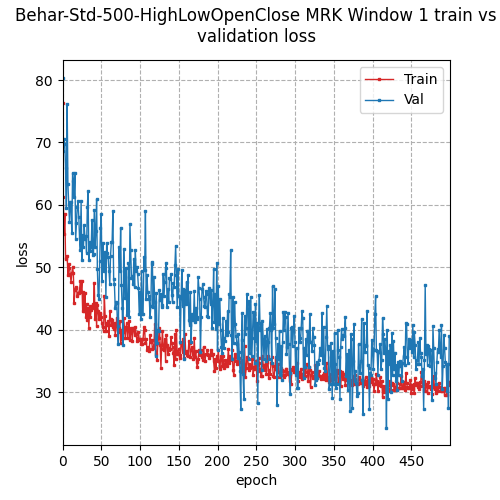 Behar-Std-500-HighLowOpenClose MRK Window 1 train vs
validation loss
Train
Val
80
70
60
50
40
30
loss
0 50 100 150 200 250 300 350 400 450
epoch